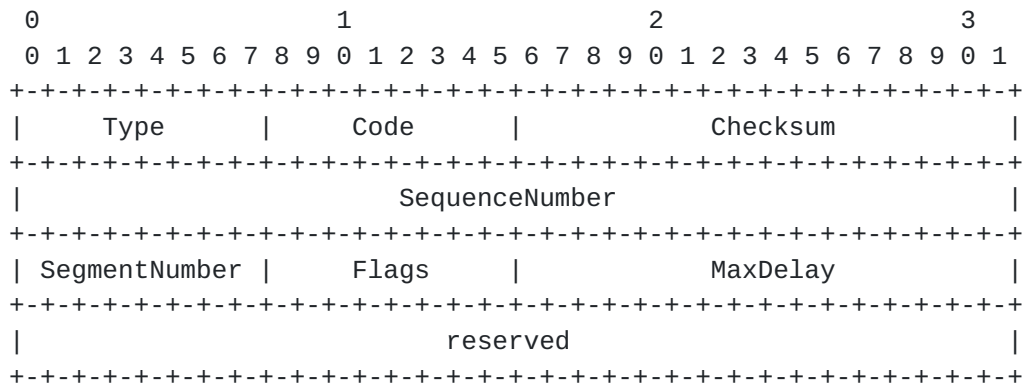 0                   1                   2                   3
 0 1 2 3 4 5 6 7 8 9 0 1 2 3 4 5 6 7 8 9 0 1 2 3 4 5 6 7 8 9 0 1
+-+-+-+-+-+-+-+-+-+-+-+-+-+-+-+-+-+-+-+-+-+-+-+-+-+-+-+-+-+-+-+-+
|     Type      |     Code      |            Checksum           |
+-+-+-+-+-+-+-+-+-+-+-+-+-+-+-+-+-+-+-+-+-+-+-+-+-+-+-+-+-+-+-+-+
|                        SequenceNumber                         |
+-+-+-+-+-+-+-+-+-+-+-+-+-+-+-+-+-+-+-+-+-+-+-+-+-+-+-+-+-+-+-+-+
| SegmentNumber |     Flags     |            MaxDelay           |
+-+-+-+-+-+-+-+-+-+-+-+-+-+-+-+-+-+-+-+-+-+-+-+-+-+-+-+-+-+-+-+-+
|                           reserved                            |
+-+-+-+-+-+-+-+-+-+-+-+-+-+-+-+-+-+-+-+-+-+-+-+-+-+-+-+-+-+-+-+-+